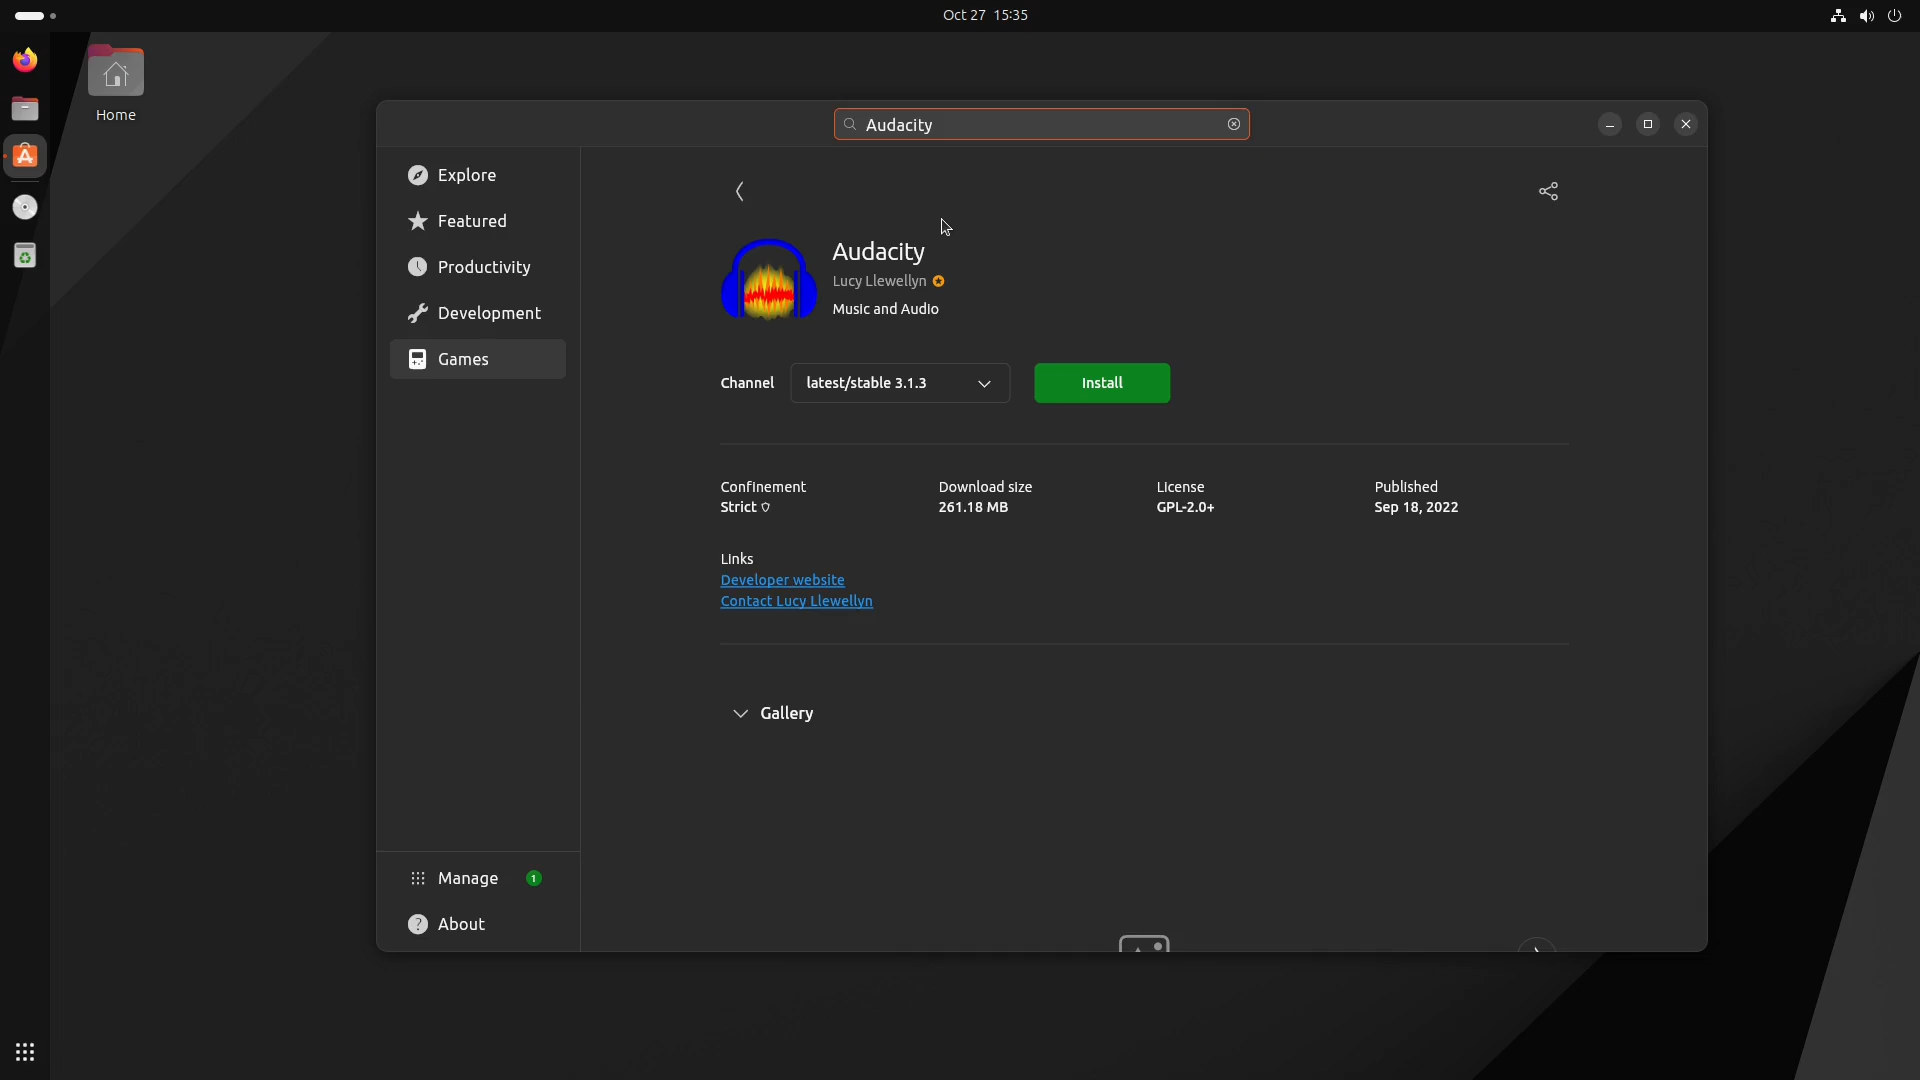 Oct 27 15:35
Home
Audacity
Explore
Featured
Productivity
Development
Games
Manage 1
About
Audacity
Lucy Llewellyn
Music and Audio
Channel latest/stable 3.1.3 Install
Confinement Download size License Published
Strict 261.18 MB GPL-2.0+ Sep 18, 2022
Links
Developer website
Contact Lucy Llewellyn
Gallery